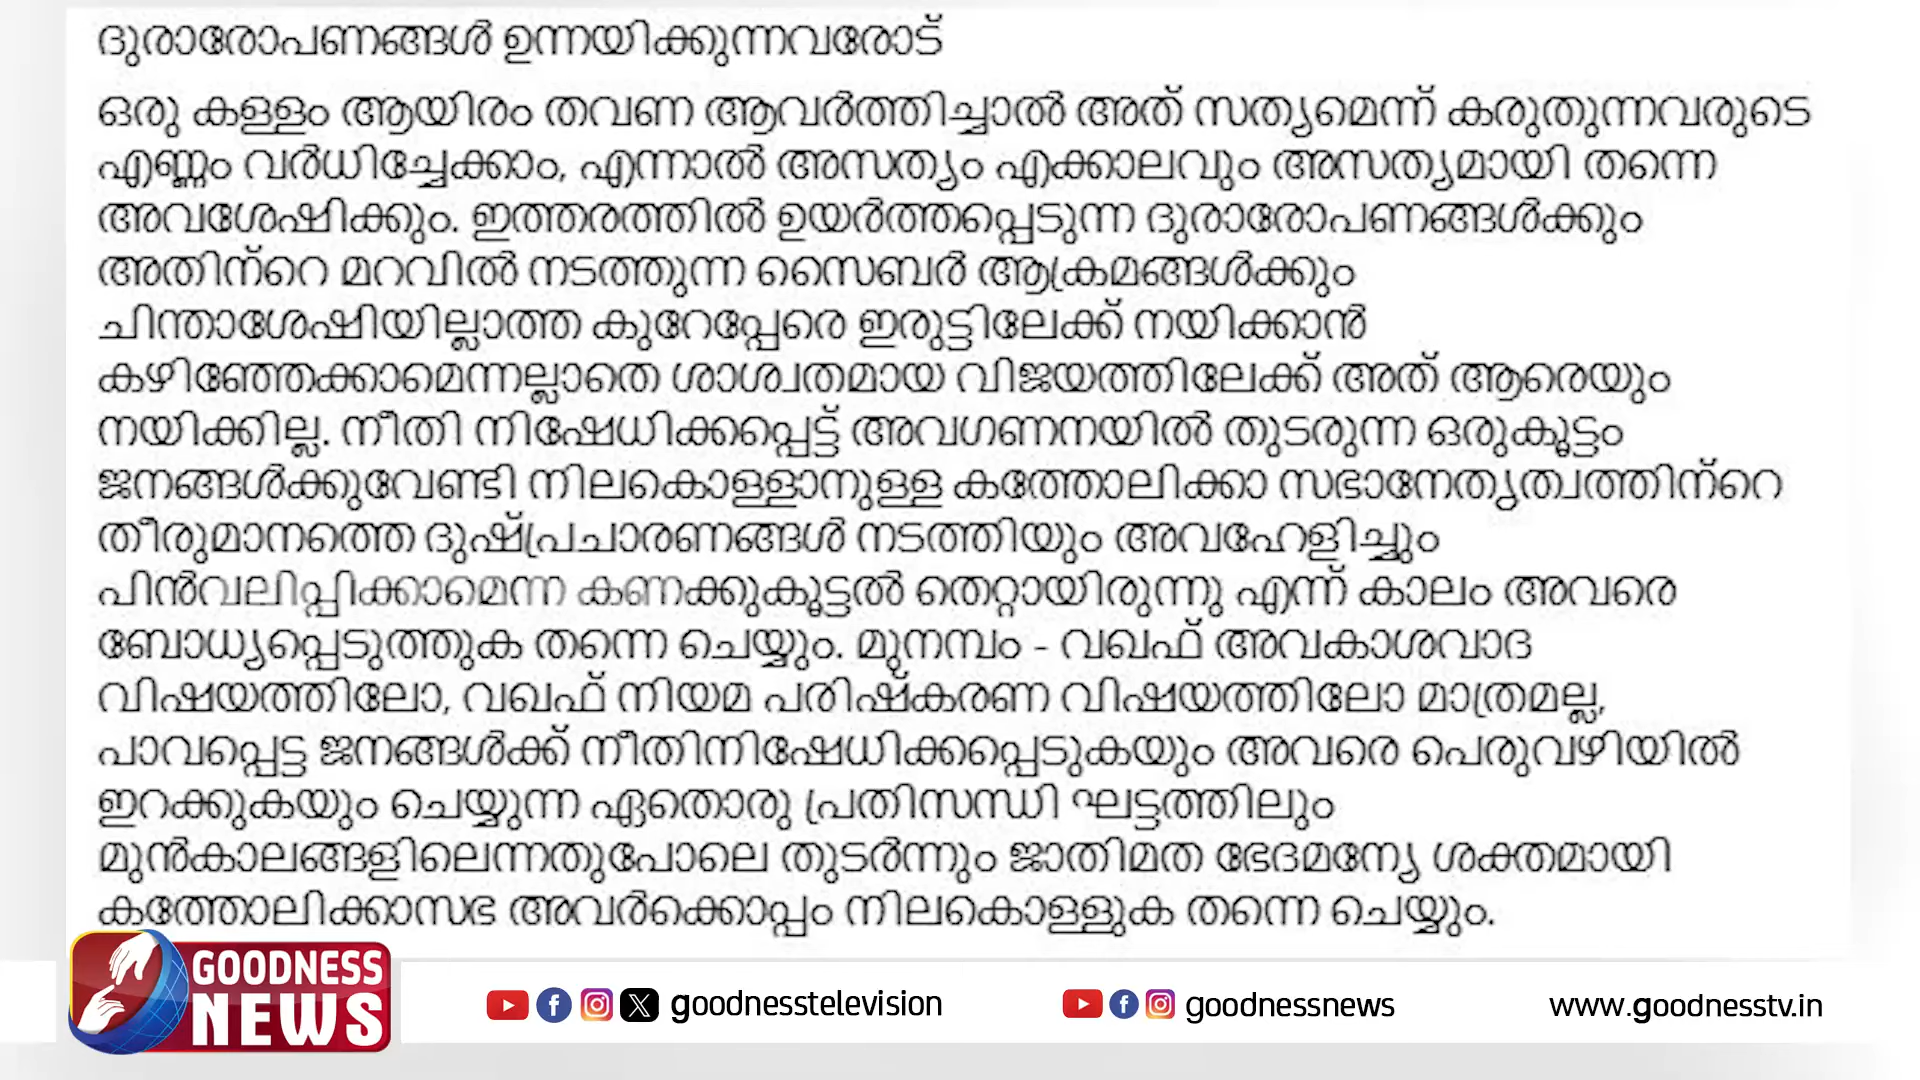 ദുരാരോപണങ്ങൾ ഉന്നയിക്കുന്നവരോട്
ഒരു കള്ളം ആയിരം തവണ ആവർത്തിച്ചാൽ അത് സത്യമെന്ന് കരുതുന്നവരുടെ
എണ്ണം വർധിച്ചേക്കാം, എന്നാൽ അസത്യം എക്കാലവും അസത്യമായി തന്നെ
അവശേഷിക്കും. ഇത്തരത്തിൽ ഉയർത്തപ്പെടുന്ന ദുരാരോപണങ്ങൾക്കും
അതിന്റെ മറവിൽ നടത്തുന്ന സൈബർ ആക്രമങ്ങൾക്കും
ചിന്താശേഷിയില്ലാത്ത കുറേപ്പേരെ ഇരുട്ടിലേക്ക് നയിക്കാൻ
കഴിഞ്ഞേക്കാമെന്നല്ലാതെ ശാശ്വതമായ വിജയത്തിലേക്ക് അത് ആരെയും
നയിക്കില്ല. നീതി നിഷേധിക്കപ്പെട്ട് അവഗണനയിൽ തുടരുന്ന ഒരുകൂട്ടം
ജനങ്ങൾക്കുവേണ്ടി നിലകൊള്ളാനുള്ള കത്തോലിക്കാ സഭാനേതൃത്വത്തിന്റെ
തീരുമാനത്തെ ദുഷ്പ്രചാരണങ്ങൾ നടത്തിയും അവഹേളിച്ചും
പിൻവലിപ്പിക്കാമെന്ന കണക്കുകൂട്ടൽ തെറ്റായിരുന്നു എന്ന് കാലം അവരെ
ബോധ്യപ്പെടുത്തുക തന്നെ ചെയ്യും. മുനമ്പം - വഖഫ് അവകാശവാദ
വിഷയത്തിലോ, വഖഫ് നിയമ പരിഷ്കരണ വിഷയത്തിലോ മാത്രമല്ല,
പാവപ്പെട്ട ജനങ്ങൾക്ക് നീതിനിഷേധിക്കപ്പെടുകയും അവരെ പെരുവഴിയിൽ
ഇറക്കുകയും ചെയ്യുന്ന ഏതൊരു പ്രതിസന്ധി ഘട്ടത്തിലും
മുൻകാലങ്ങളിലെന്നതുപോലെ തുടർന്നും ജാതിമത ഭേദമന്യേ ശക്തമായി
കത്തോലിക്കാസഭ അവർക്കൊപ്പം നിലകൊള്ളുക തന്നെ ചെയ്യും.
GOODNESS
NEWS
goodnesstelevision
goodnessnews
www.goodnesstv.in